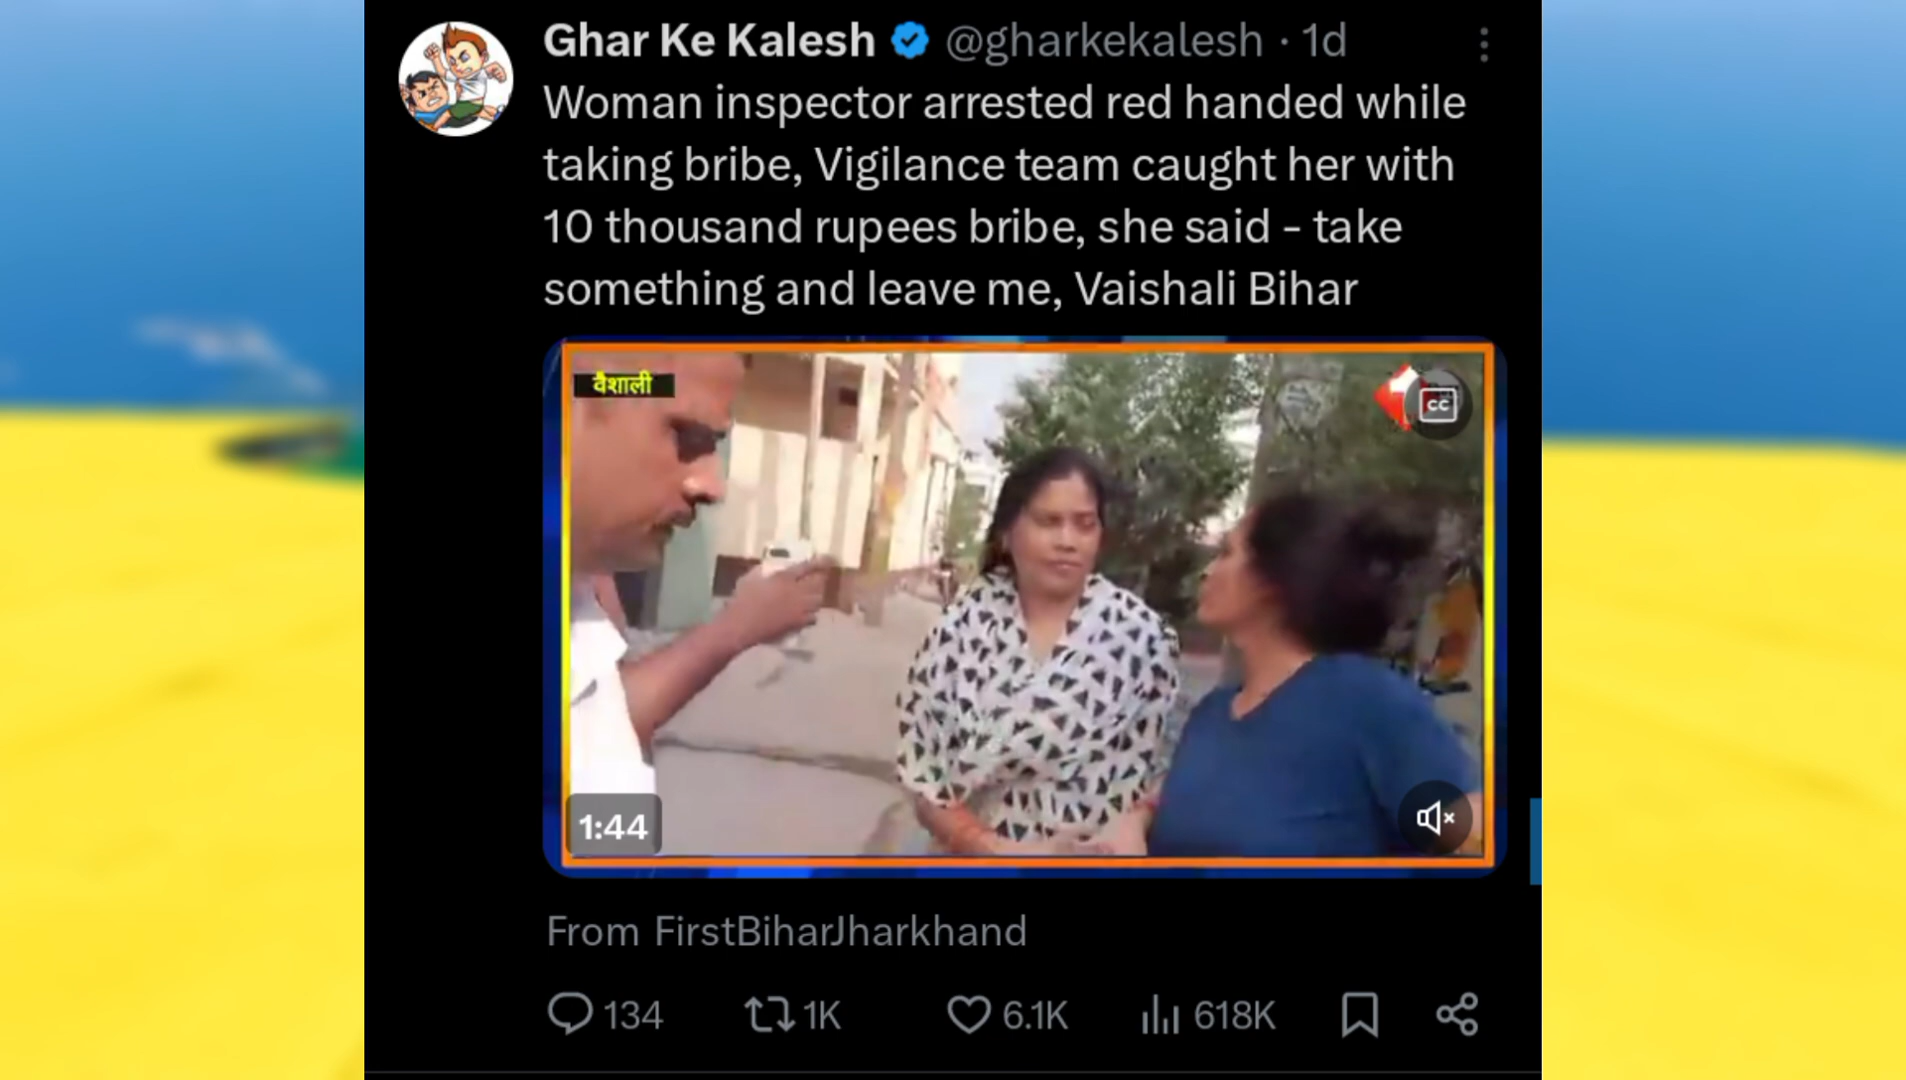 Ghar Ke Kalesh @gharkekalesh · 1d
Woman inspector arrested red handed while
taking bribe, Vigilance team caught her with
10 thousand rupees bribe, she said - take
something and leave me, Vaishali Bihar
वैशाली
CC
1:44
From FirstBiharJharkhand
134 1K 6.1K 618K